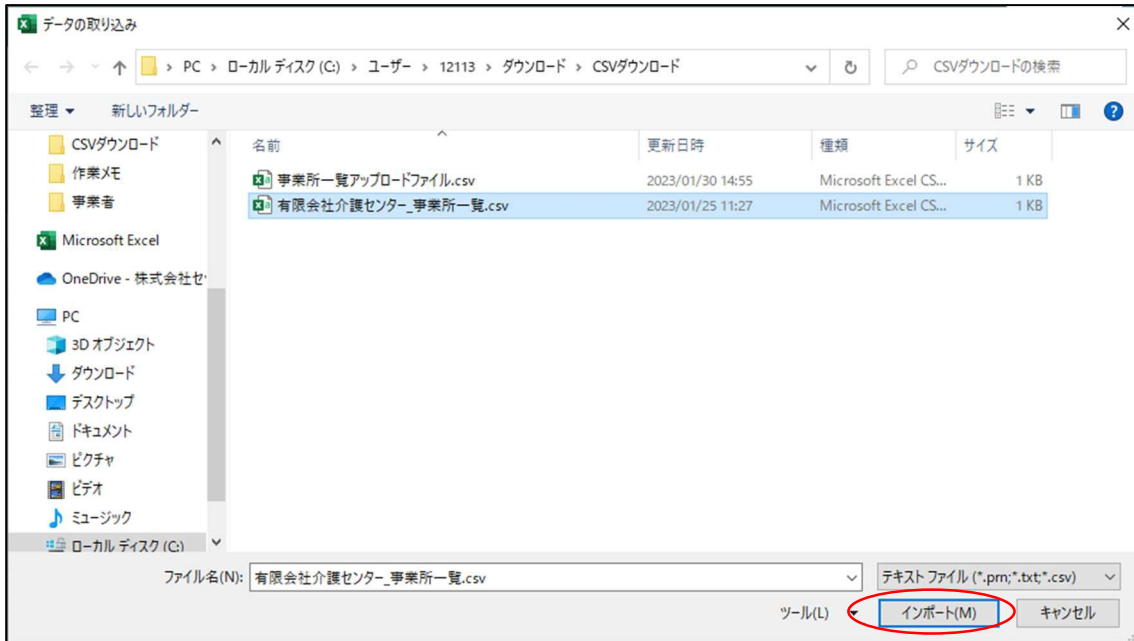 データの取り込み
PC › ローカル ディスク (C:) › ユーザー › 12113 › ダウンロード › CSVダウンロード
CSVダウンロードの検索
整理 新しいフォルダー
CSVダウンロード
作業メモ
事業者
Microsoft Excel
OneDrive - 株式会社セ
PC
3D オブジェクト
ダウンロード
デスクトップ
ドキュメント
ピクチャ
ビデオ
ミュージック
ローカル ディスク (C:)
名前 更新日時 種類 サイズ
事業所一覧アップロードファイル.csv 2023/01/30 14:55 Microsoft Excel CS... 1 KB
有限会社介護センター_事業所一覧.csv 2023/01/25 11:27 Microsoft Excel CS... 1 KB
ファイル名(N): 有限会社介護センター_事業所一覧.csv テキスト ファイル (*.prn;*.txt;*.csv)
ツール(L) インポート(M) キャンセル